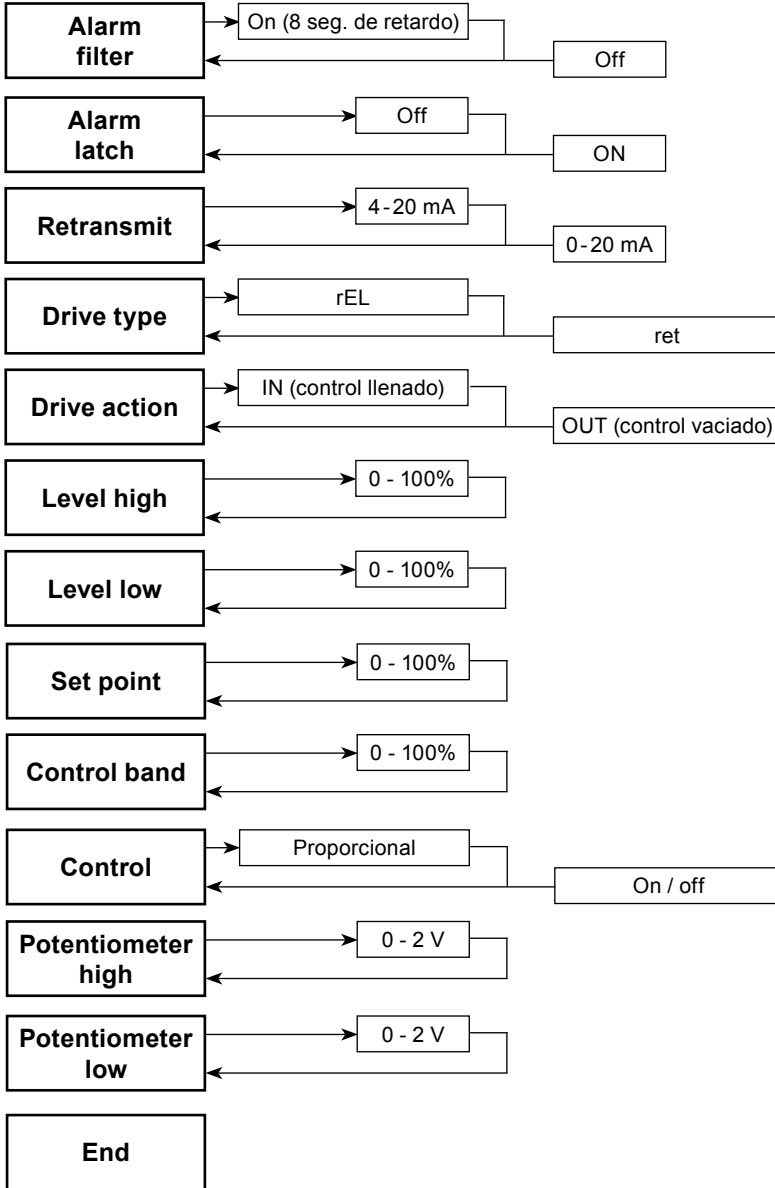 Alarm
filter
On (8 seg. de retardo)
Off
Alarm
latch
Off
ON
Retransmit
4-20 mA
0-20 mA
Drive type
rEL
ret
Drive action
IN (control llenado)
OUT (control vaciado)
Level high
0 - 100%
Level low
0 - 100%
Set point
0 - 100%
Control band
0 - 100%
Control
Proporcional
On / off
Potentiometer
high
0 - 2 V
Potentiometer
low
0 - 2 V
End